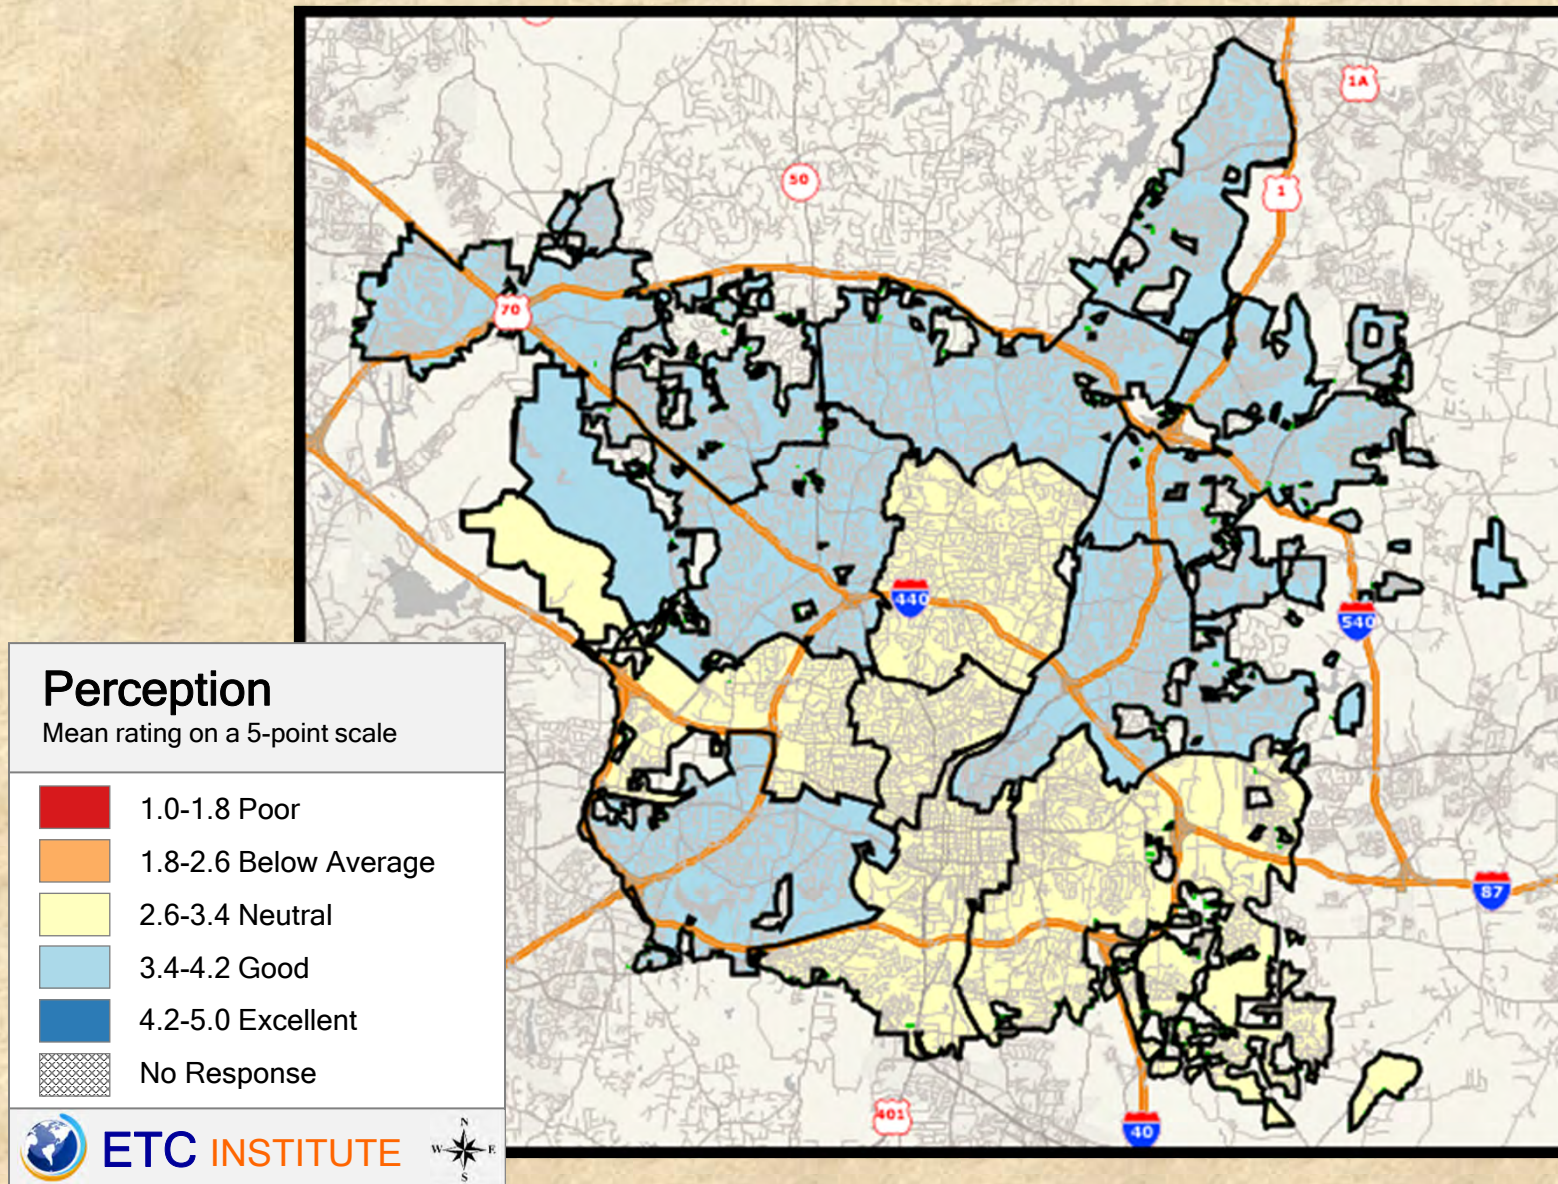 1A
50
1
70
440
540
87
401
40
Perception
Mean rating on a 5-point scale
1.0-1.8 Poor
1.8-2.6 Below Average
2.6-3.4 Neutral
3.4-4.2 Good
4.2-5.0 Excellent
No Response
ETC INSTITUTE
N
W E
S